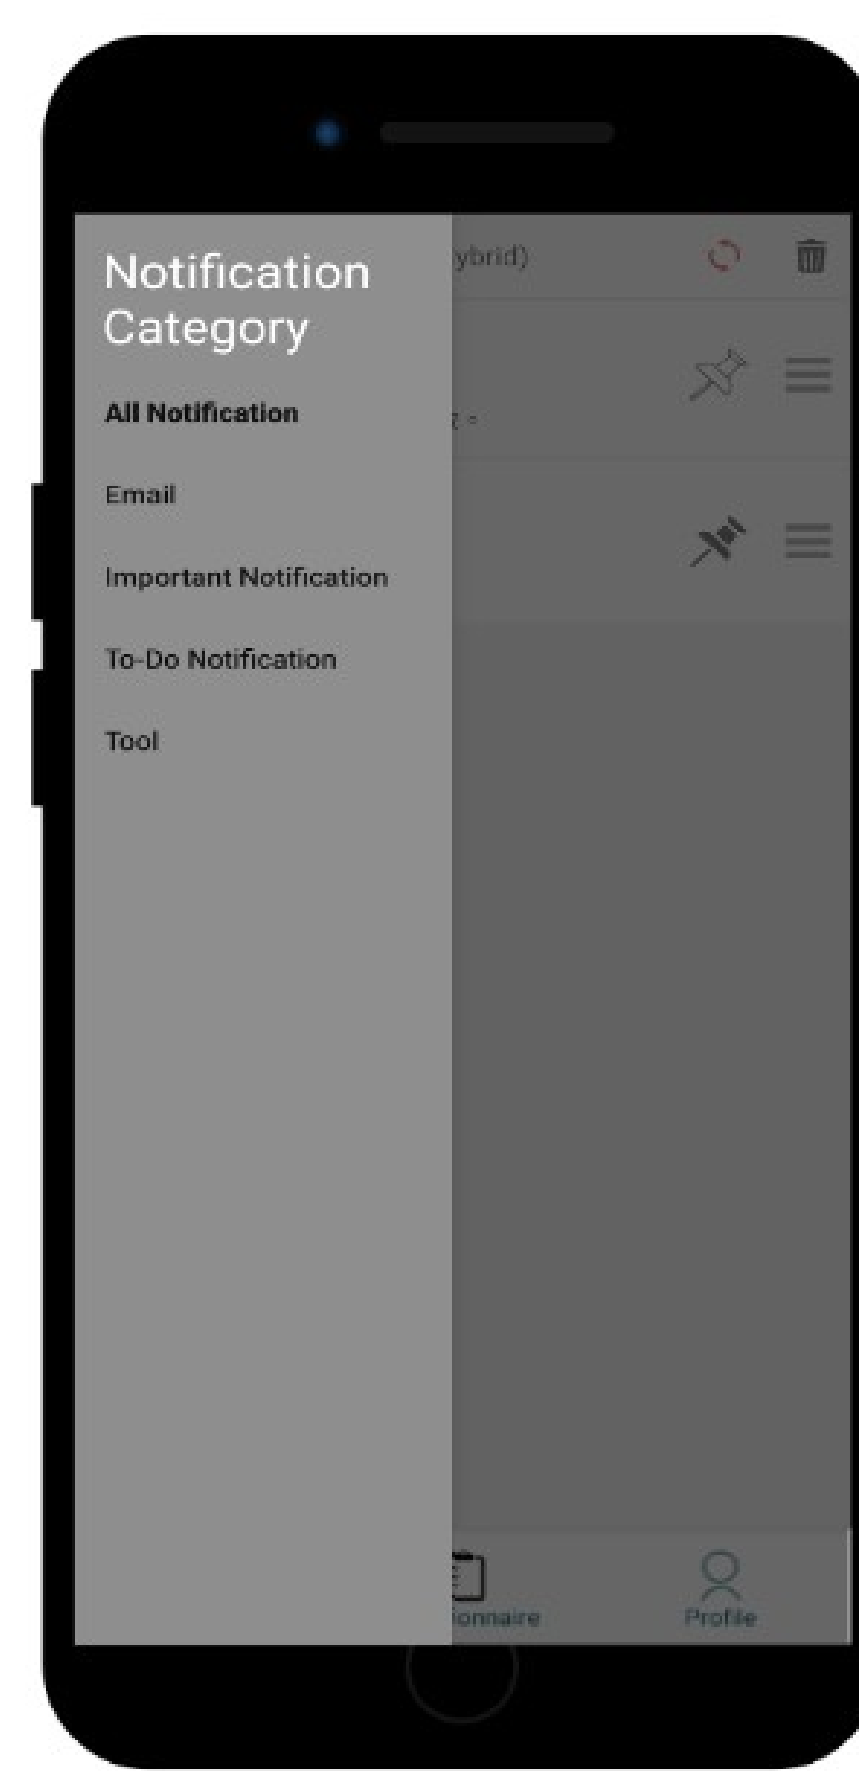 Notification
Category
ybrid)
All Notification
Email
Important Notification
To-Do Notification
Tool
ionnaire
Profile